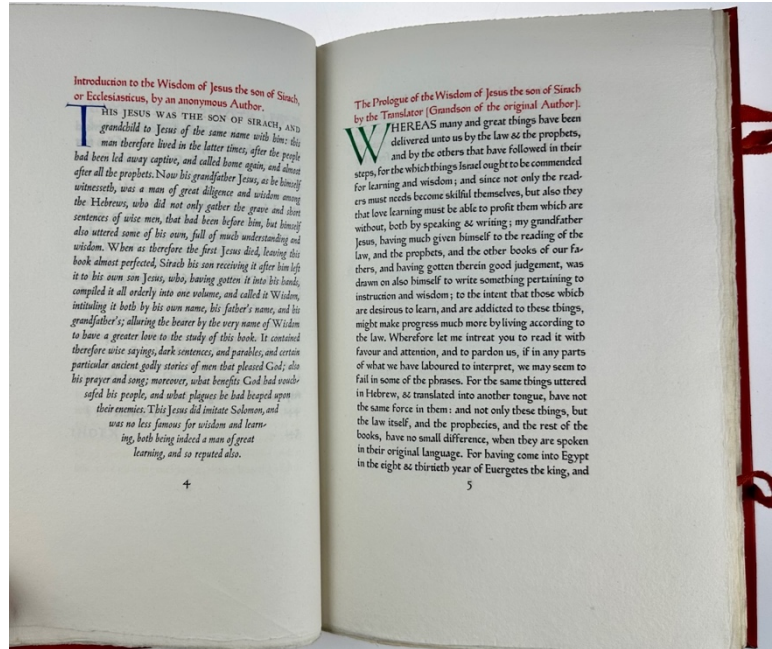 Introduction to the Wisdom of Jesus the son of Sirach,
or Ecclesiasticus, by an anonymous Author.
THIS JESUS WAS THE SON OF SIRACH, AND
grandchild to Jesus of the same name with him: this
man therefore lived in the latter times, after the people
had been led away captive, and called home again, and almost
after all the prophets. Now his grandfather Jesus, as he himself
witnesseth, was a man of great diligence and wisdom among
the Hebrews, who did not only gather the grave and short
sentences of wise men, that had been before him, but himself
also uttered some of his own, full of much understanding and
wisdom. When as therefore the first Jesus died, leaving this
book almost perfected, Sirach his son receiving it after him left
it to his own son Jesus, who, having gotten it into his hands,
compiled it all orderly into one volume, and called it Wisdom,
intituling it both by his own name, his father's name, and his
grandfather's; alluring the hearer by the very name of Wisdom
to have a greater love to the study of this book. It contained
therefore wise sayings, dark sentences, and parables, and certain
particular ancient godly stories of men that pleased God; also
his prayer and song; moreover, what benefits God had vouch-
safed his people, and what plagues he had heaped upon
their enemies. This Jesus did imitate Solomon, and
was no less famous for wisdom and learn-
ing, both being indeed a man of great
learning, and so reputed also.
4
The Prologue of the Wisdom of Jesus the son of Sirach
by the Translator (Grandson of the original Author).
WHEREAS many and great things have been
delivered unto us by the law & the prophets,
and by the others that have followed in their
steps, for the which things Israel ought to be commended
for learning and wisdom; and since not only the read-
ers must needs become skilful themselves, but also they
that love learning must be able to profit them which are
without, both by speaking & writing; my grandfather
Jesus, having much given himself to the reading of the
law, and the prophets, and the other books of our fa-
thers, and having gotten therein good judgement, was
drawn on also himself to write something pertaining to
instruction and wisdom; to the intent that those which
are desirous to learn, and are addicted to these things,
might make progress much more by living according to
the law. Wherefore let me intreat you to read it with
favour and attention, and to pardon us, if in any parts
of what we have laboured to interpret, we may seem to
fail in some of the phrases. For the same things uttered
in Hebrew, & translated into another tongue, have not
the same force in them: and not only these things, but
the law itself, and the prophecies, and the rest of the
books, have no small difference, when they are spoken
in their original language. For having come into Egypt
in the eight & thirtieth year of Euergetes the king, and
5